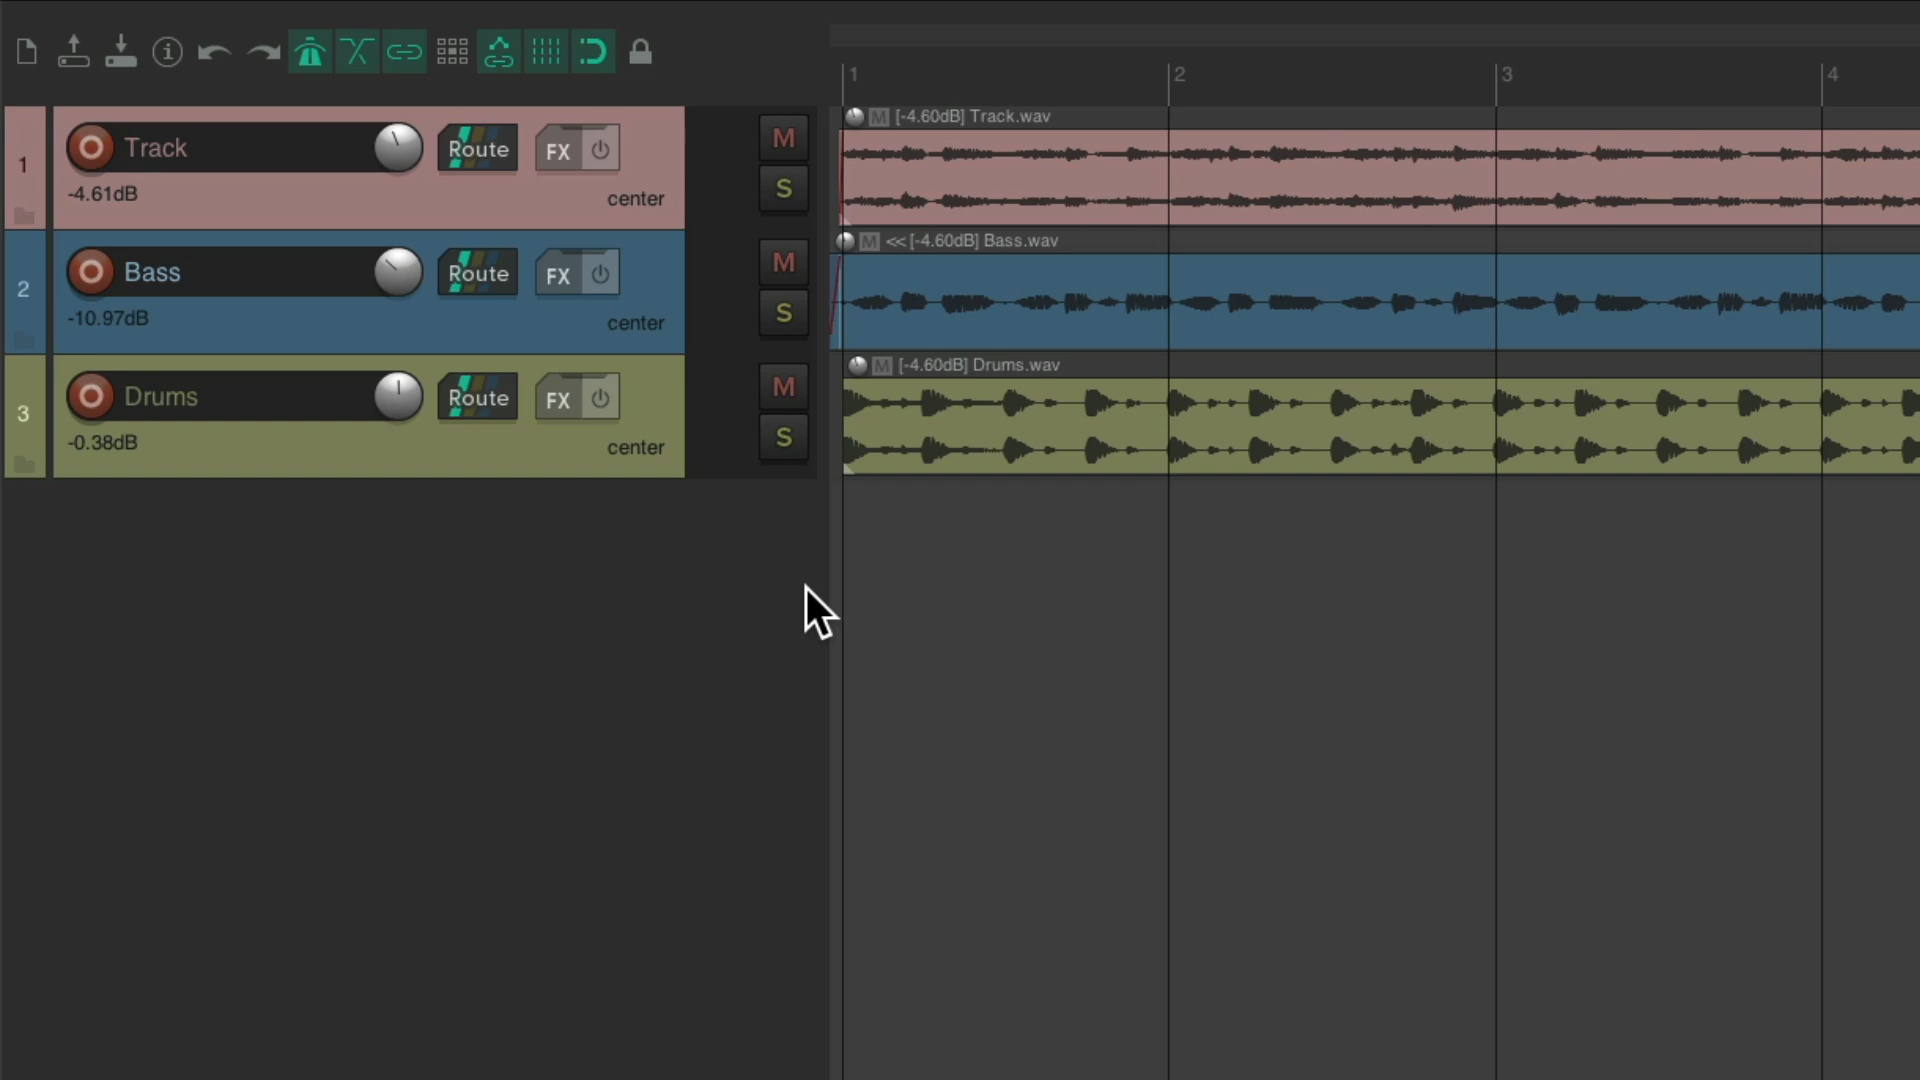 1 2 3 4
1 Track Route FX M [-4.60dB] Track.wav
-4.61dB center S
M << [-4.60dB] Bass.wav
2 Bass Route FX M
-10.97dB center S
M [-4.60dB] Drums.wav
3 Drums Route FX M
-0.38dB center S